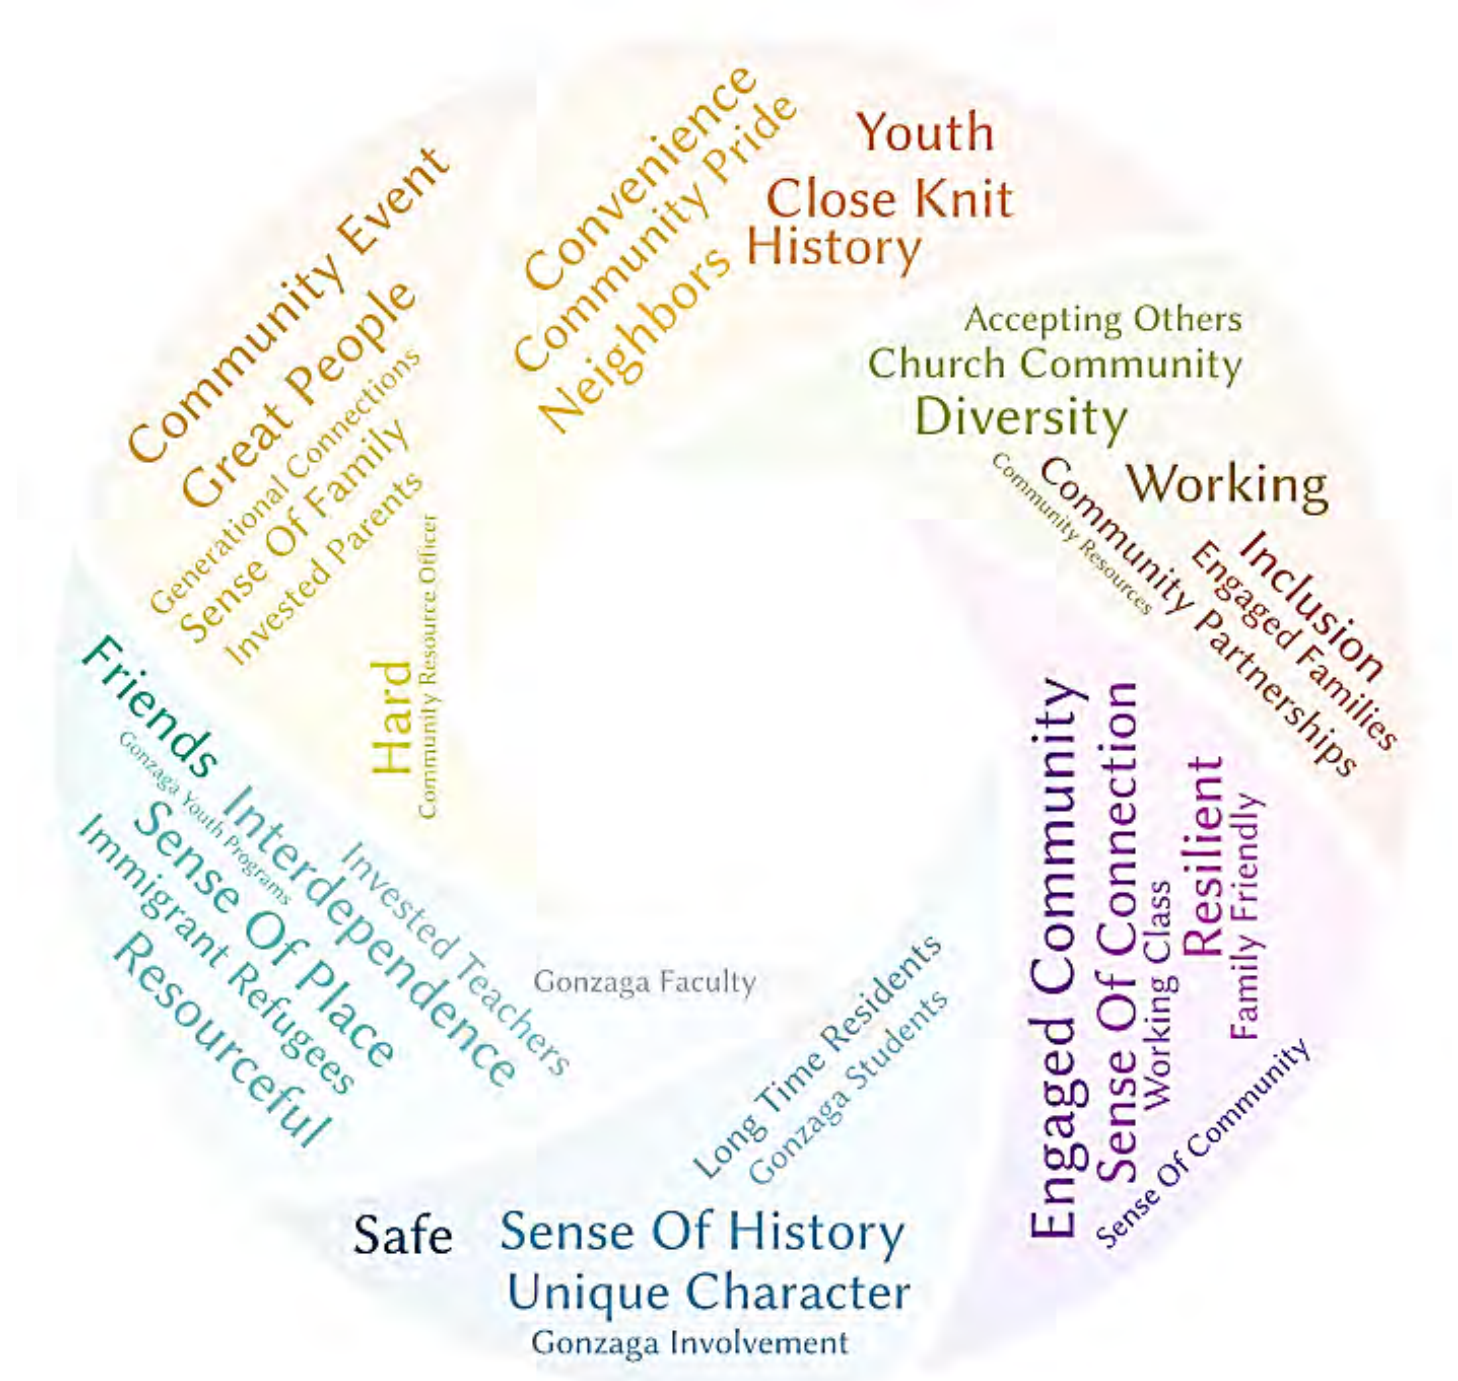 Convenience
Community Pride
Neighbors
Youth
Close Knit
History
Community Event
Great People
Generational Connections
Sense Of Family
Invested Parents
Hard
Community Resource Officer
Accepting Others
Church Community
Diversity
Working
Community Resources
Community Partnerships
Engaged Families
Inclusion
Friends
Gonzaga Youth Programs
Interdependence
Sense Of Place
Immigrant Refugees
Resourceful
Invested Teachers
Gonzaga Faculty
Long Time Residents
Gonzaga Students
Engaged Community
Sense Of Connection
Working Class
Resilient
Family Friendly
Sense Of Community
Safe
Sense Of History
Unique Character
Gonzaga Involvement